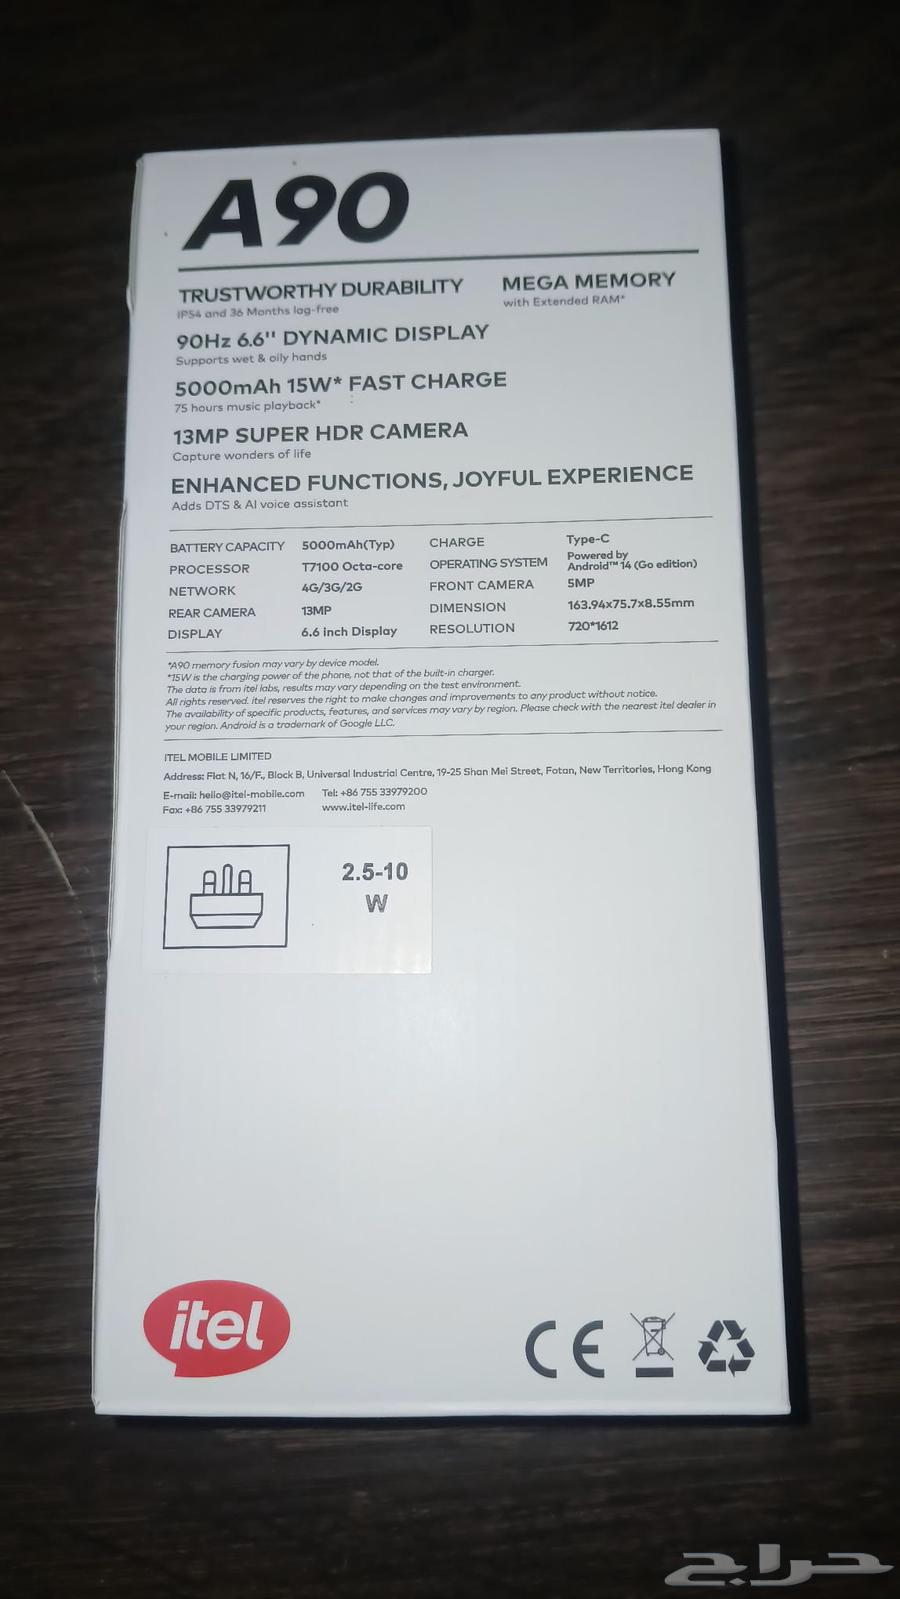 A90
TRUSTWORTHY DURABILITY
IP54 and 36 Months lag-free
MEGA MEMORY
with Extended RAM*
90Hz 6.6'' DYNAMIC DISPLAY
Supports wet & oily hands
5000mAh 15W* FAST CHARGE
75 hours music playback*
13MP SUPER HDR CAMERA
Capture wonders of life
ENHANCED FUNCTIONS, JOYFUL EXPERIENCE
Adds DTS & AI voice assistant
BATTERY CAPACITY 5000mAh(Typ) CHARGE Type-C
PROCESSOR T7100 Octa-core OPERATING SYSTEM Powered by
Android™ 14 (Go edition)
NETWORK 4G/3G/2G FRONT CAMERA 5MP
REAR CAMERA 13MP DIMENSION 163.94x75.7x8.55mm
DISPLAY 6.6 inch Display RESOLUTION 720*1612
*A90 memory fusion may vary by device model.
*15W is the charging power of the phone, not that of the built-in charger.
The data is from itel labs, results may vary depending on the test environment.
All rights reserved. itel reserves the right to make changes and improvements to any product without notice.
The availability of specific products, features, and services may vary by region. Please check with the nearest itel dealer in
your region. Android is a trademark of Google LLC.
ITEL MOBILE LIMITED
Address: Flat N, 16/F., Block B, Universal Industrial Centre, 19-25 Shan Mei Street, Fotan, New Territories, Hong Kong
E-mail: hello@itel-mobile.com Tel: +86 755 33979200
Fax: +86 755 33979211 www.itel-life.com
2.5-10
W
itel
CE
حراج